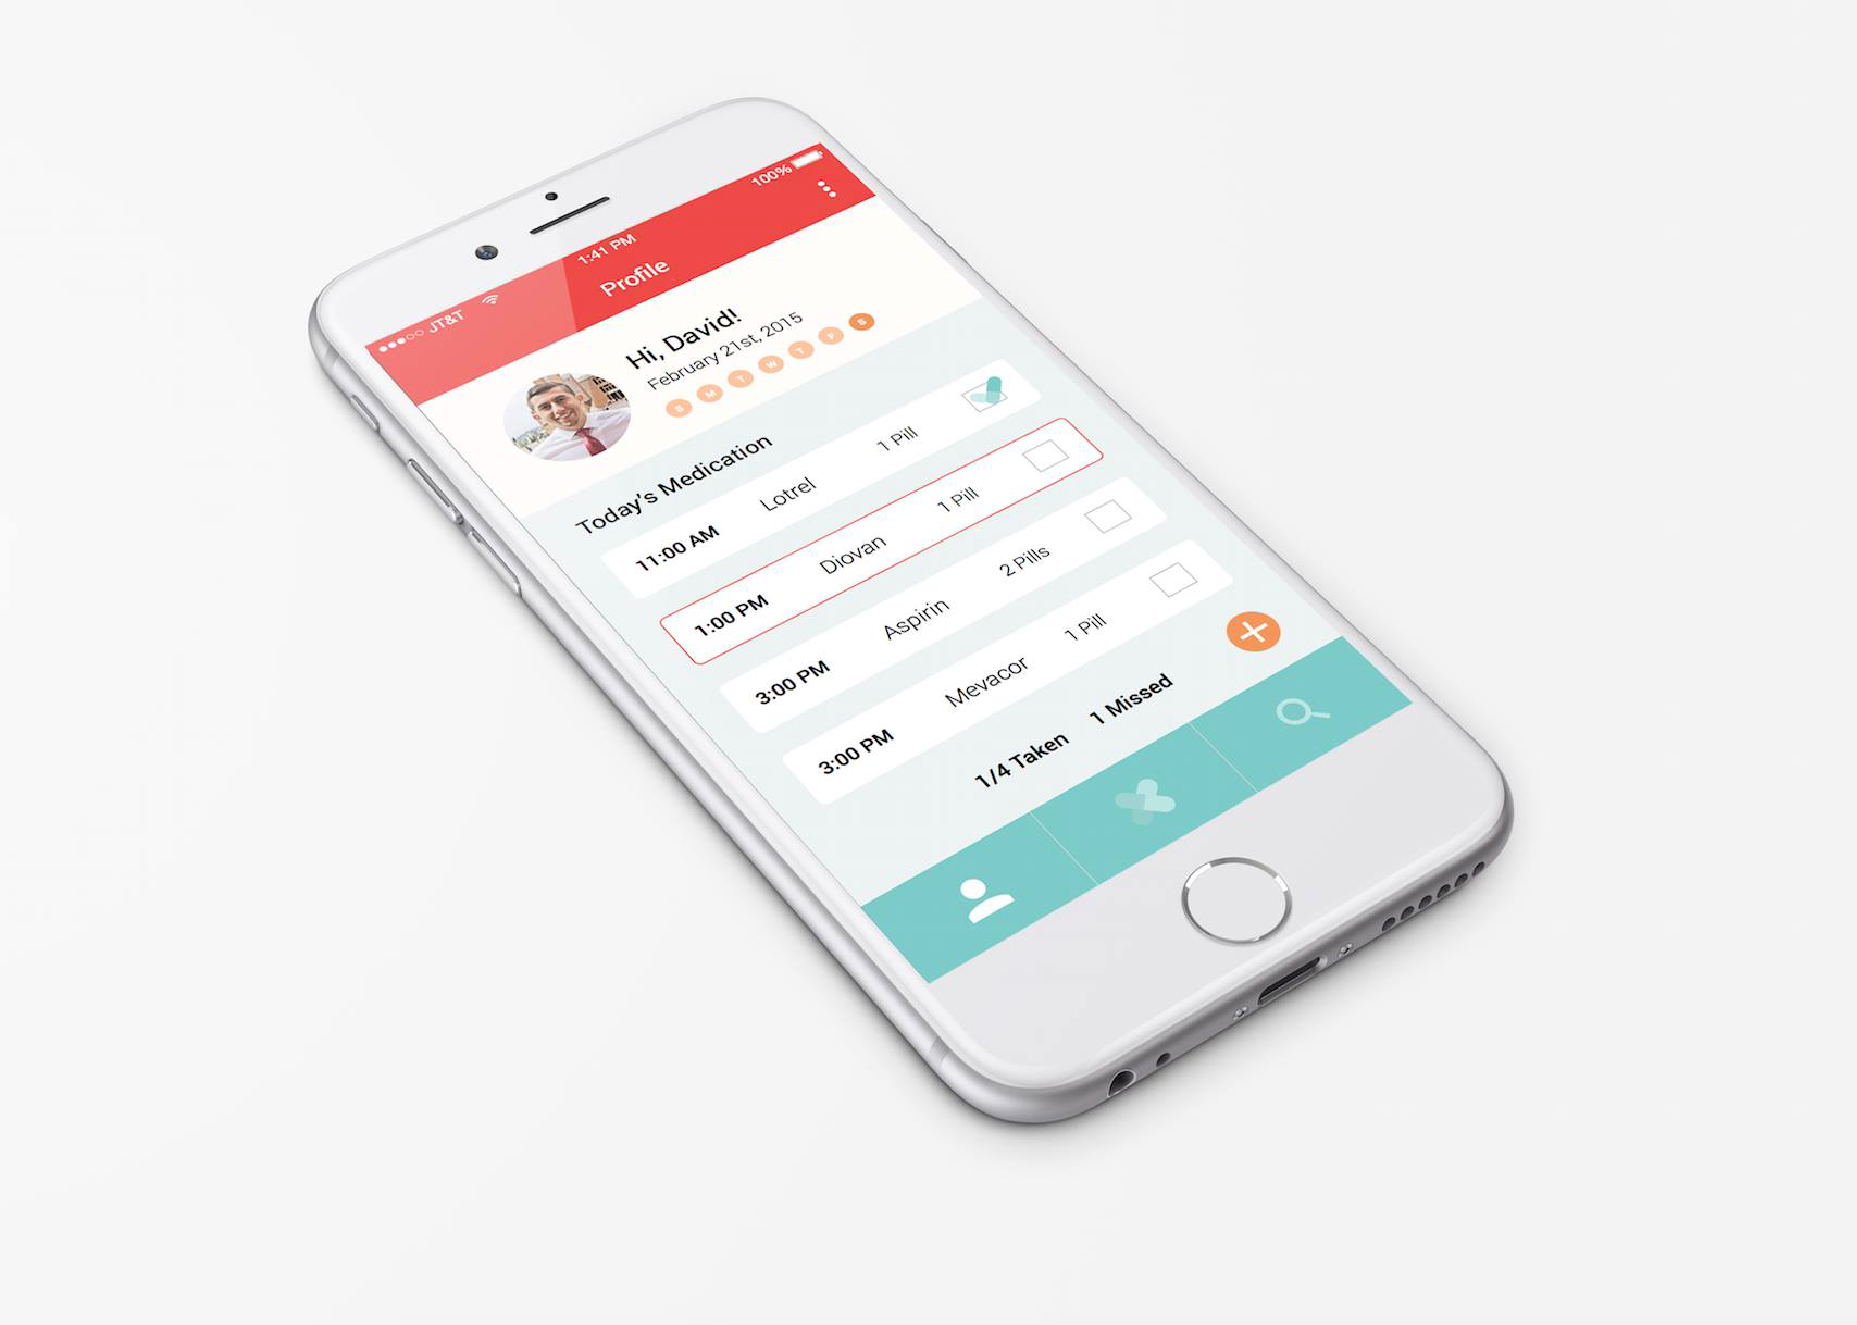 JT&T
1:41 PM
100%
Profile
Hi, David!
February 21st, 2015
S M T W T F S
Today's Medication
11:00 AM Lotrel 1 Pill
1:00 PM Diovan 1 Pill
3:00 PM Aspirin 2 Pills
3:00 PM Mevacor 1 Pill
1/4 Taken 1 Missed